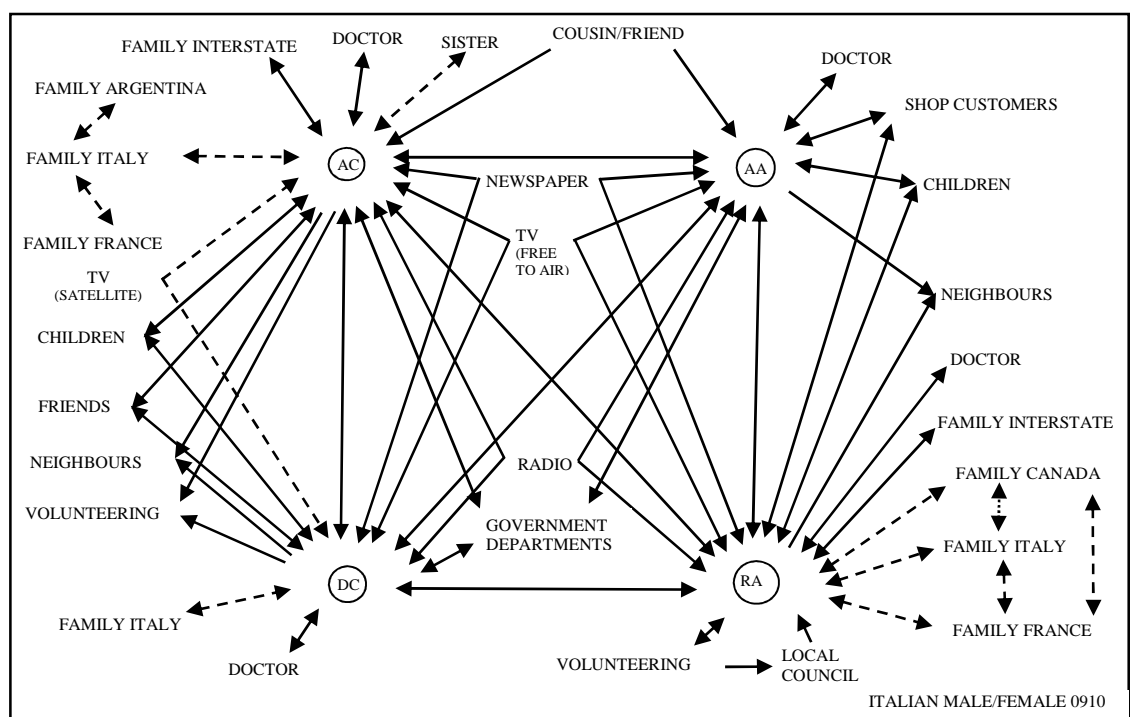 COUSIN/FRIEND
FAMILY INTERSTATE
DOCTOR
SISTER
DOCTOR
FAMILY ARGENTINA
SHOP CUSTOMERS
FAMILY ITALY
AC
AA
NEWSPAPER
CHILDREN
FAMILY FRANCE
TV
(FREE
TO AIR)
TV
(SATELLITE)
NEIGHBOURS
CHILDREN
DOCTOR
FRIENDS
FAMILY INTERSTATE
NEIGHBOURS
RADIO
FAMILY CANADA
VOLUNTEERING
GOVERNMENT
DEPARTMENTS
FAMILY ITALY
DC
RA
FAMILY ITALY
FAMILY FRANCE
DOCTOR
VOLUNTEERING
LOCAL
COUNCIL
ITALIAN MALE/FEMALE 0910